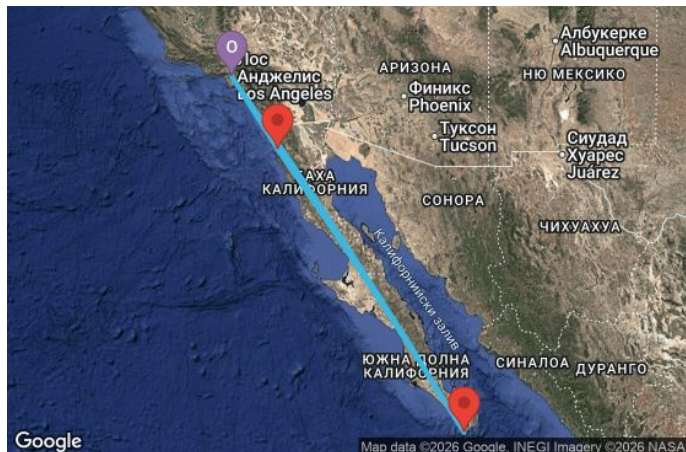 O
Лос
Анджелис
Los Angeles
АРИЗОНА
Финикс
Phoenix
Албукерке
Albuquerque
НЮ МЕКСИКО
Туксон
Tucson
Сиудад
Хуарес
Juárez
БАХА
КАЛИФОРНИЯ
СОНОРА
ЧИХУАХУА
Калифорнийски залив
ЮЖНА ДОЛНА
КАЛИФОРНИЯ
СИНАЛОА
ДУРАНГО
Google
Map data ©2026 Google, INEGI Imagery ©2026 NASA